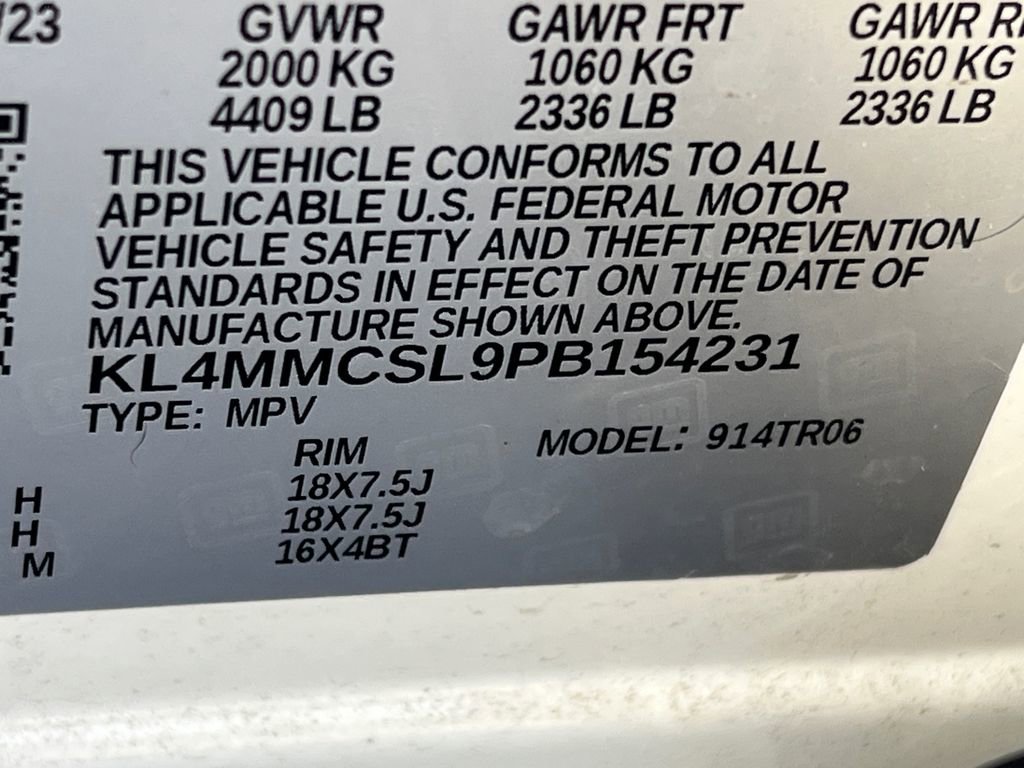 /23 GVWR GAWR FRT GAWR R
2000 KG 1060 KG 1060 KG
4409 LB 2336 LB 2336 LB
THIS VEHICLE CONFORMS TO ALL
APPLICABLE U.S. FEDERAL MOTOR
VEHICLE SAFETY AND THEFT PREVENTION
STANDARDS IN EFFECT ON THE DATE OF
MANUFACTURE SHOWN ABOVE.
KL4MMCSL9PB154231
TYPE: MPV
RIM MODEL: 914TR06
H 18X7.5J
H 18X7.5J
M 16X4BT